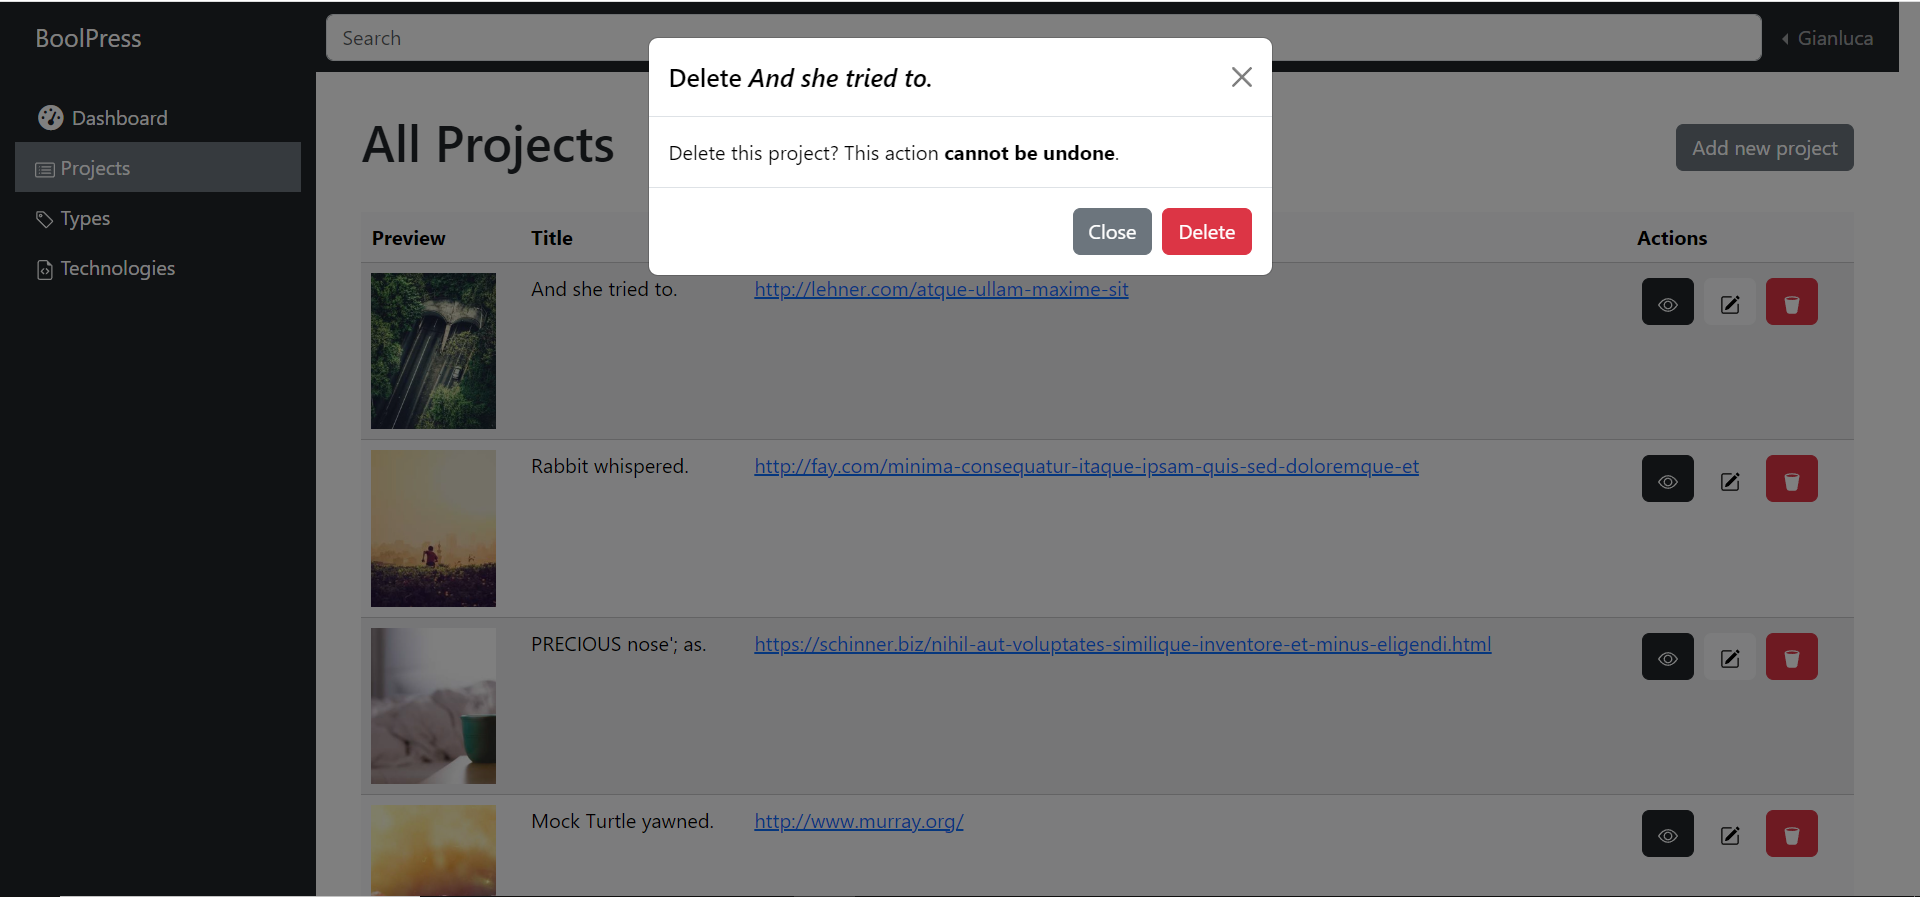 BoolPress
Search
Gianluca
Dashboard
Projects
Types
Technologies
Delete And she tried to.
Delete this project? This action cannot be undone.
Close
Delete
All Projects
Add new project
Preview
Title
Actions
And she tried to.
http://lehner.com/atque-ullam-maxime-sit
Rabbit whispered.
http://fay.com/minima-consequatur-itaque-ipsam-quis-sed-doloremque-et
PRECIOUS nose'; as.
https://schinner.biz/nihil-aut-voluptates-similique-inventore-et-minus-eligendi.html
Mock Turtle yawned.
http://www.murray.org/